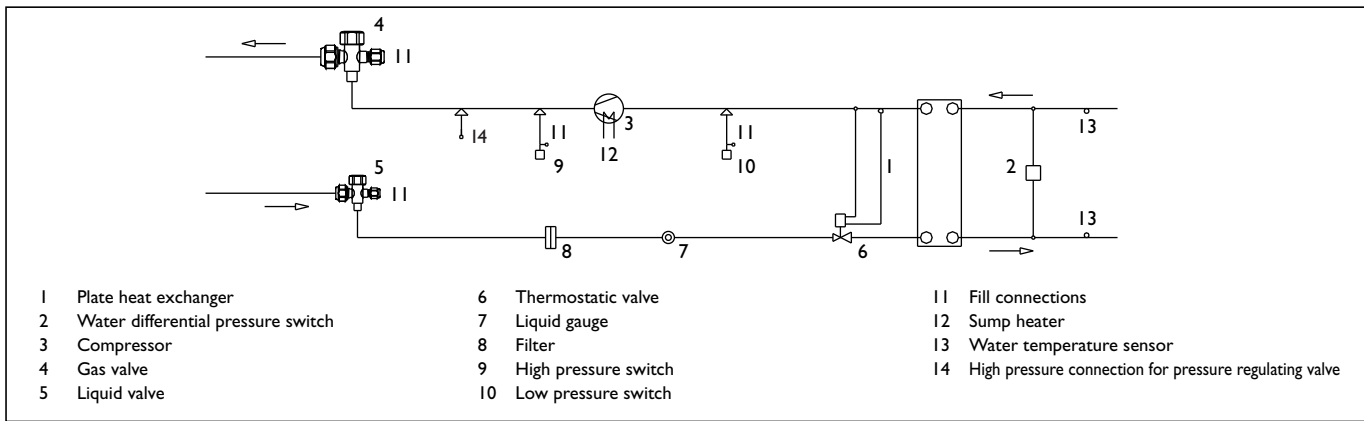 4
11
3
14
11
9
12
11
10
1
2
13
5
11
8
7
6
13
1 Plate heat exchanger
2 Water differential pressure switch
3 Compressor
4 Gas valve
5 Liquid valve
6 Thermostatic valve
7 Liquid gauge
8 Filter
9 High pressure switch
10 Low pressure switch
11 Fill connections
12 Sump heater
13 Water temperature sensor
14 High pressure connection for pressure regulating valve